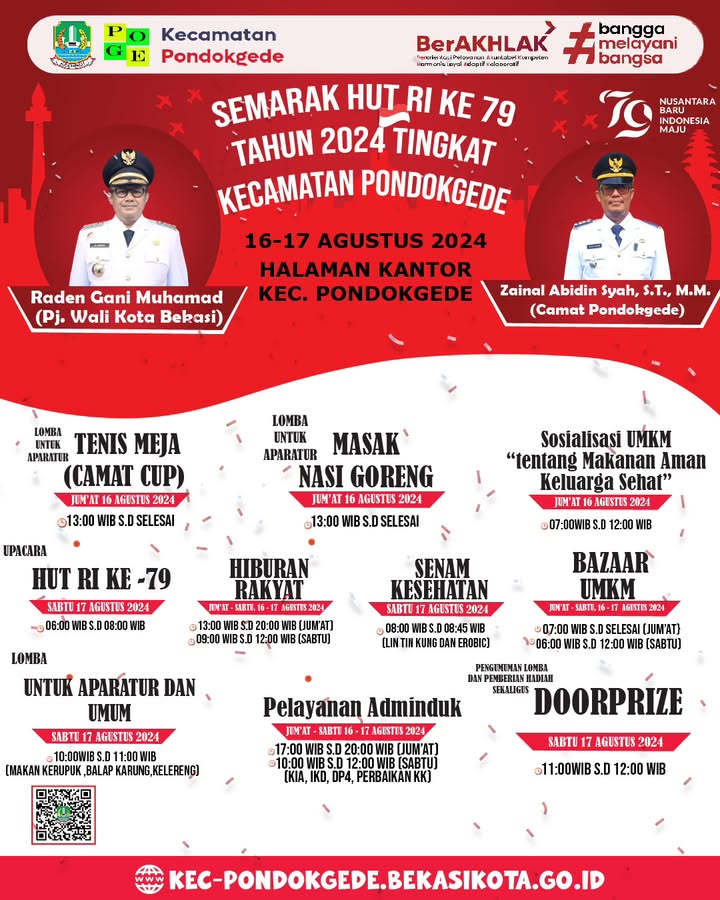 POGE
Kecamatan
Pondokgede
BerAKHLAK
Berorientasi Pelayanan Akuntabel Kompeten
Harmonis Loyal Adaptif Kolaboratif
#bangga
melayani
bangsa
SEMARAK HUT RI KE 79
TAHUN 2024 TINGKAT
KECAMATAN PONDOKGEDE
79
NUSANTARA
BARU
INDONESIA
MAJU
16-17 AGUSTUS 2024
HALAMAN KANTOR
KEC. PONDOKGEDE
Raden Gani Muhamad
(Pj. Wali Kota Bekasi)
Zainal Abidin Syah, S.T., M.M.
(Camat Pondokgede)
LOMBA
UNTUK
APARATUR
TENIS MEJA
(CAMAT CUP)
JUM'AT 16 AGUSTUS 2024
13:00 WIB S.D SELESAI
LOMBA
UNTUK
APARATUR
MASAK
NASI GORENG
JUM'AT 16 AGUSTUS 2024
13:00 WIB S.D SELESAI
Sosialisasi UMKM
“tentang Makanan Aman
Keluarga Sehat”
JUM'AT 16 AGUSTUS 2024
07:00WIB S.D 12:00 WIB
UPACARA
HUT RI KE -79
SABTU 17 AGUSTUS 2024
06:00 WIB S.D 08:00 WIB
HIBURAN
RAKYAT
JUM'AT - SABTU, 16 - 17 AGUSTUS 2024
13:00 WIB S.D 20:00 WIB (JUM'AT)
09:00 WIB S.D 12:00 WIB (SABTU)
SENAM
KESEHATAN
SABTU 17 AGUSTUS 2024
08:00 WIB S.D 08:45 WIB
(LIN TIN KUNG DAN EROBIC)
BAZAAR
UMKM
JUM'AT - SABTU, 16 - 17 AGUSTUS 2024
07:00 WIB S.D SELESAI (JUM'AT}
06:00 WIB S.D 12:00 WIB (SABTU)
LOMBA
UNTUK APARATUR DAN
UMUM
SABTU 17 AGUSTUS 2024
10:00WIB S.D 11:00 WIB
(MAKAN KERUPUK ,BALAP KARUNG,KELERENG)
Pelayanan Adminduk
JUM'AT - SABTU 16 - 17 AGUSTUS 2024
17:00 WIB S.D 20:00 WIB (JUM'AT)
10:00 WIB S.D 12:00 WIB (SABTU)
(KIA, IKD, DP4, PERBAIKAN KK)
PENGUMUMAN LOMBA
DAN PEMBERIAN HADIAH
SEKALIGUS
DOORPRIZE
SABTU 17 AGUSTUS 2024
11:00WIB S.D 12:00 WIB
KEC-PONDOKGEDE.BEKASIKOTA.GO.ID